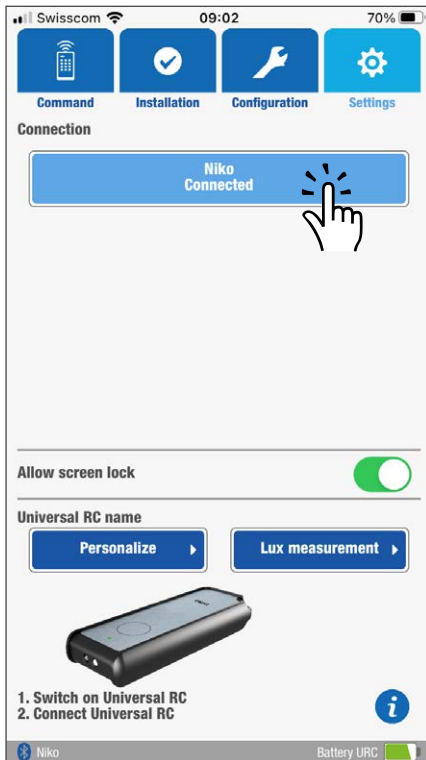 Swisscom 09:02 70%
Command Installation Configuration Settings
Connection
Niko
Connected
Allow screen lock
Universal RC name
Personalize Lux measurement
1. Switch on Universal RC
2. Connect Universal RC
i
Niko Battery URC